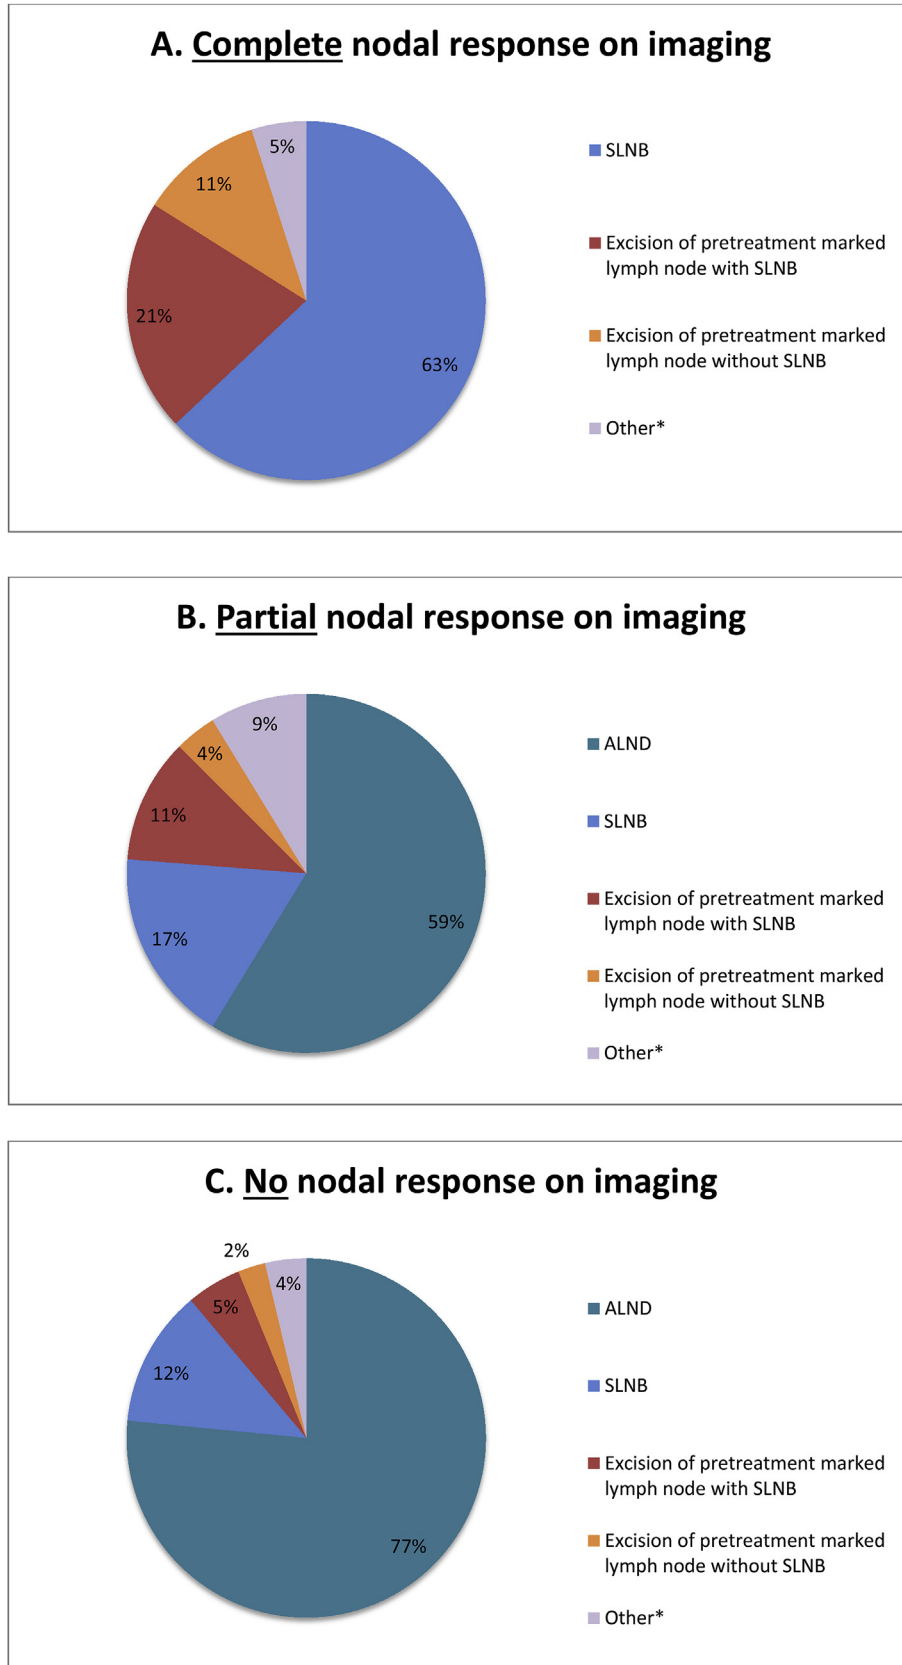 A. Complete nodal response on imaging
5%
11%
21%
63%
SLNB
Excision of pretreatment marked
lymph node with SLNB
Excision of pretreatment marked
lymph node without SLNB
Other*
B. Partial nodal response on imaging
9%
4%
11%
17%
59%
ALND
SLNB
Excision of pretreatment marked
lymph node with SLNB
Excision of pretreatment marked
lymph node without SLNB
Other*
C. No nodal response on imaging
2%
4%
5%
12%
77%
ALND
SLNB
Excision of pretreatment marked
lymph node with SLNB
Excision of pretreatment marked
lymph node without SLNB
Other*